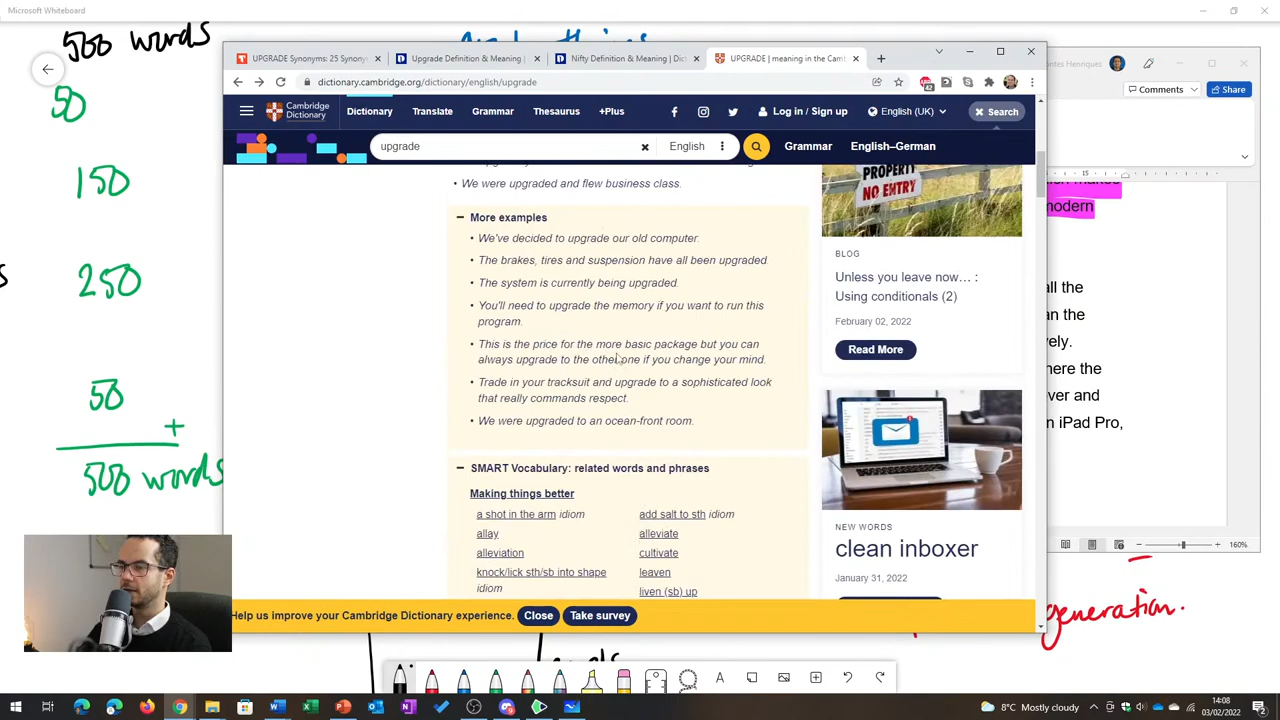 Microsoft Whiteboard
500 words
50
150
250
50
+
500 words
UPGRADE Synonyms: 25 Synony
Upgrade Definition & Meaning |
Nifty Definition & Meaning | Dict
UPGRADE | meaning in the Cam
dictionary.cambridge.org/dictionary/english/upgrade
42
Cambridge
Dictionary
Dictionary
Translate
Grammar
Thesaurus
+Plus
Log in / Sign up
English (UK)
Search
upgrade
English
Grammar
English–German
• We were upgraded and flew business class.
More examples
• We've decided to upgrade our old computer.
• The brakes, tires and suspension have all been upgraded.
• The system is currently being upgraded.
• You'll need to upgrade the memory if you want to run this
program.
• This is the price for the more basic package but you can
always upgrade to the other one if you change your mind.
• Trade in your tracksuit and upgrade to a sophisticated look
that really commands respect.
• We were upgraded to an ocean-front room.
SMART Vocabulary: related words and phrases
Making things better
a shot in the arm idiom
allay
alleviation
knock/lick sth/sb into shape
idiom
add salt to sth idiom
alleviate
cultivate
leaven
liven (sb) up
PROPERTY
NO ENTRY
BLOG
Unless you leave now… :
Using conditionals (2)
February 02, 2022
Read More
NEW WORDS
clean inboxer
January 31, 2022
Help us improve your Cambridge Dictionary experience.
Close
Take survey
ntes Henriques
Comments
Share
15
modern
all the
an the
vely.
here the
ver and
n iPad Pro,
160%
generation.
A
8°C Mostly cloudy
14:08
03/02/2022
2